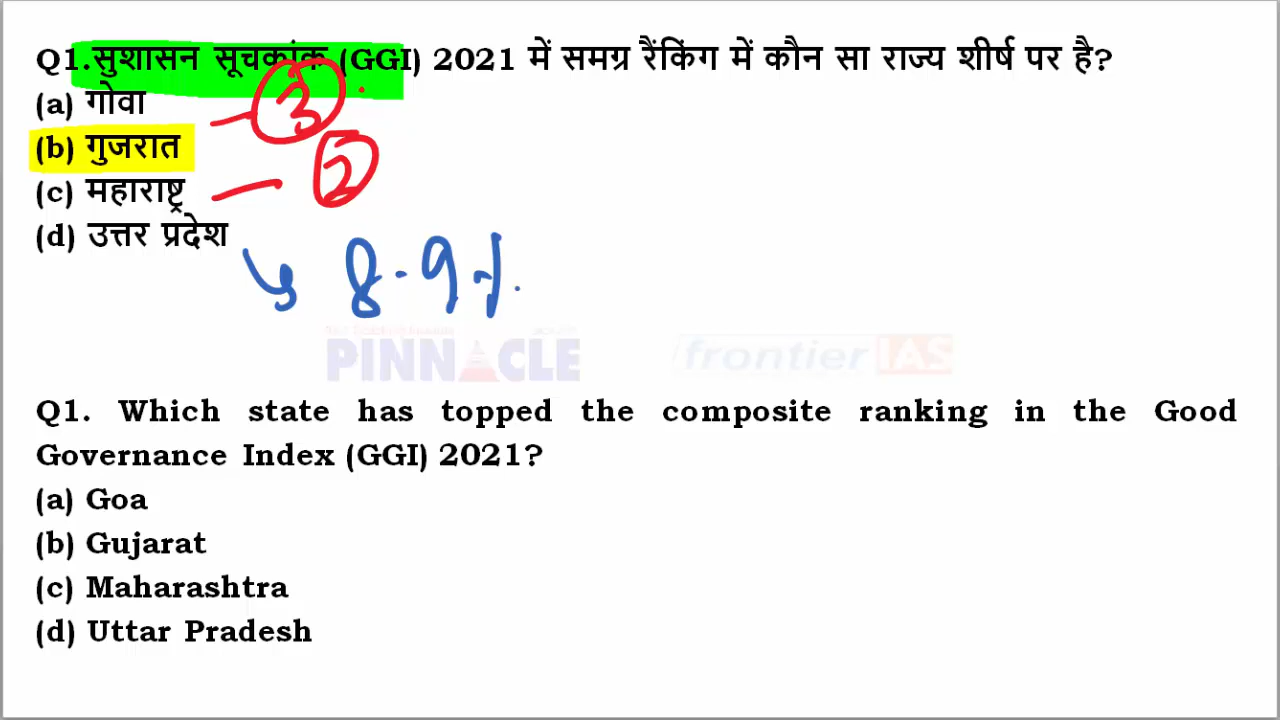 Q1.सुशासन सूचकांक (GGI) 2021 में समग्र रैंकिंग में कौन सा राज्य शीर्ष पर है?
(a) गोवा
3
(b) गुजरात
2
(c) महाराष्ट्र
(d) उत्तर प्रदेश
8.9%
PINNACLE
frontier IAS
Q1. Which state has topped the composite ranking in the Good
Governance Index (GGI) 2021?
(a) Goa
(b) Gujarat
(c) Maharashtra
(d) Uttar Pradesh